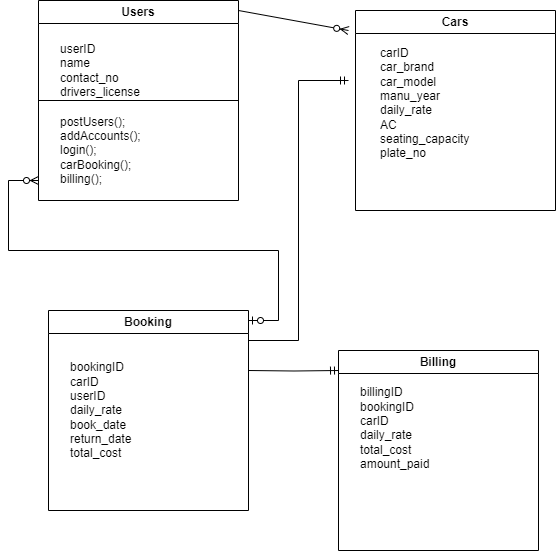 Users
userID
name
contact_no
drivers_license
postUsers();
addAccounts();
login();
carBooking();
billing();
Cars
carID
car_brand
car_model
manu_year
daily_rate
AC
seating_capacity
plate_no
Booking
bookingID
carID
userID
daily_rate
book_date
return_date
total_cost
Billing
billingID
bookingID
carID
daily_rate
total_cost
amount_paid